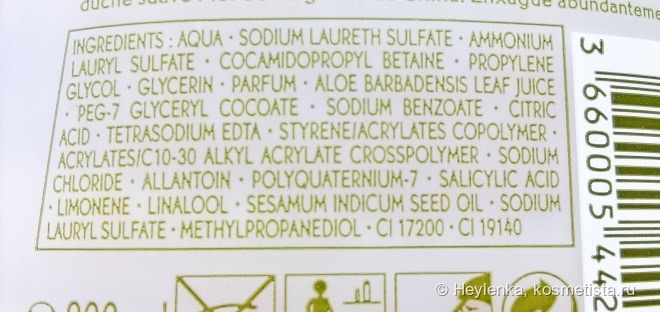 INGREDIENTS : AQUA · SODIUM LAURETH SULFATE · AMMONIUM
LAURYL SULFATE · COCAMIDOPROPYL BETAINE · PROPYLENE
GLYCOL · GLYCERIN · PARFUM · ALOE BARBADENSIS LEAF JUICE
· PEG-7 GLYCERYL COCOATE · SODIUM BENZOATE · CITRIC
ACID · TETRASODIUM EDTA · STYRENE/ACRYLATES COPOLYMER ·
ACRYLATES/C10-30 ALKYL ACRYLATE CROSSPOLYMER · SODIUM
CHLORIDE · ALLANTOIN · POLYQUATERNIUM-7 · SALICYLIC ACID
· LIMONENE · LINALOOL · SESAMUM INDICUM SEED OIL · SODIUM
LAURYL SULFATE · METHYLPROPANEDIOL · CI 17200 · CI 19140
3 660005 442
© Heylenka, kosmetista.ru